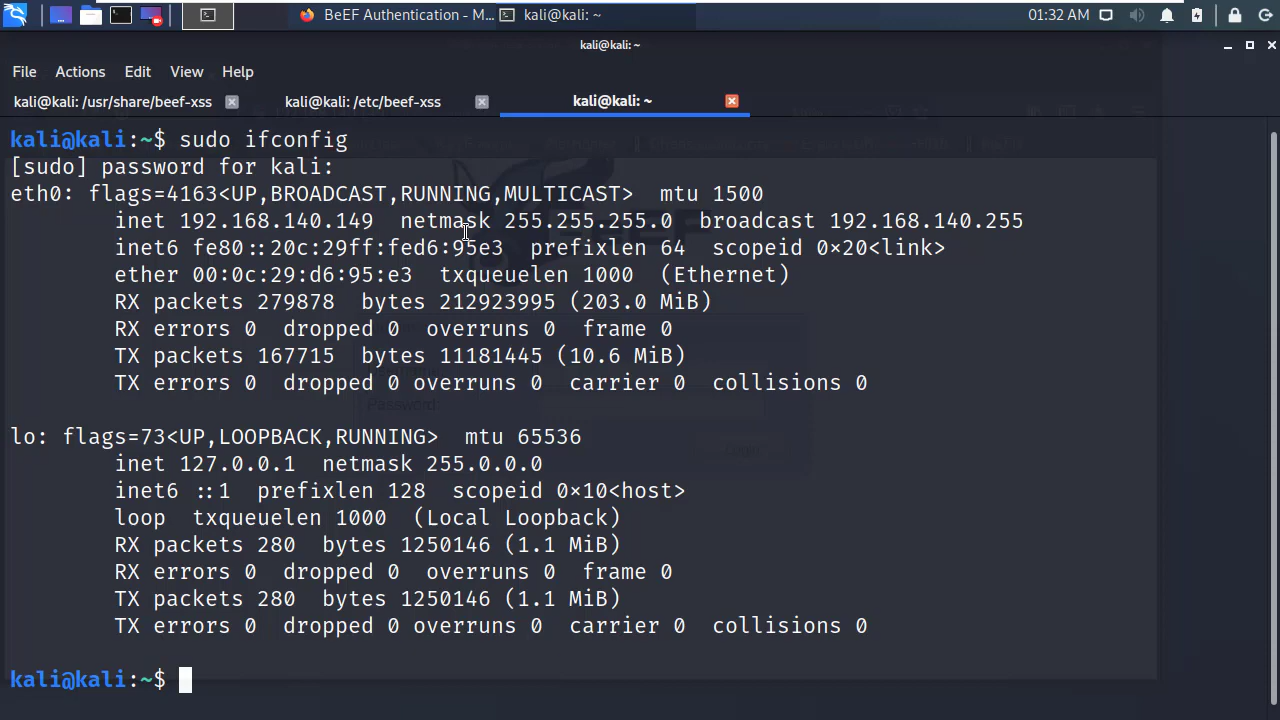 BeEF Authentication - M...
kali@kali: ~
01:32 AM
kali@kali: ~
File Actions Edit View Help
kali@kali: /usr/share/beef-xss
kali@kali: /etc/beef-xss
kali@kali: ~
kali@kali:~$ sudo ifconfig
[sudo] password for kali:
eth0: flags=4163<UP,BROADCAST,RUNNING,MULTICAST>  mtu 1500
inet 192.168.140.149  netmask 255.255.255.0  broadcast 192.168.140.255
inet6 fe80::20c:29ff:fed6:95e3  prefixlen 64  scopeid 0×20<link>
ether 00:0c:29:d6:95:e3  txqueuelen 1000  (Ethernet)
RX packets 279878  bytes 212923995 (203.0 MiB)
RX errors 0  dropped 0  overruns 0  frame 0
TX packets 167715  bytes 11181445 (10.6 MiB)
TX errors 0  dropped 0 overruns 0  carrier 0  collisions 0
Password
lo: flags=73<UP,LOOPBACK,RUNNING>  mtu 65536
inet 127.0.0.1  netmask 255.0.0.0
inet6 ::1  prefixlen 128  scopeid 0×10<host>
loop  txqueuelen 1000  (Local Loopback)
RX packets 280  bytes 1250146 (1.1 MiB)
RX errors 0  dropped 0  overruns 0  frame 0
TX packets 280  bytes 1250146 (1.1 MiB)
TX errors 0  dropped 0 overruns 0  carrier 0  collisions 0
kali@kali:~$